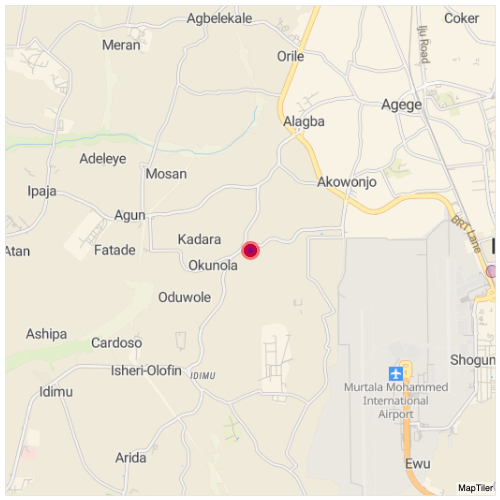 Agbelekale
Coker
Meran
Iju Road
Orile
Agege
Alagba
Adeleye
Mosan
Akowonjo
Ipaja
Agun
BRT Lane
Kadara
Atan
Fatade
Okunola
Oduwole
Ashipa
Cardoso
Shogun
Isheri-Olofin
IDIMU
Murtala Mohammed
International
Airport
Idimu
Arida
Ewu
MapTiler